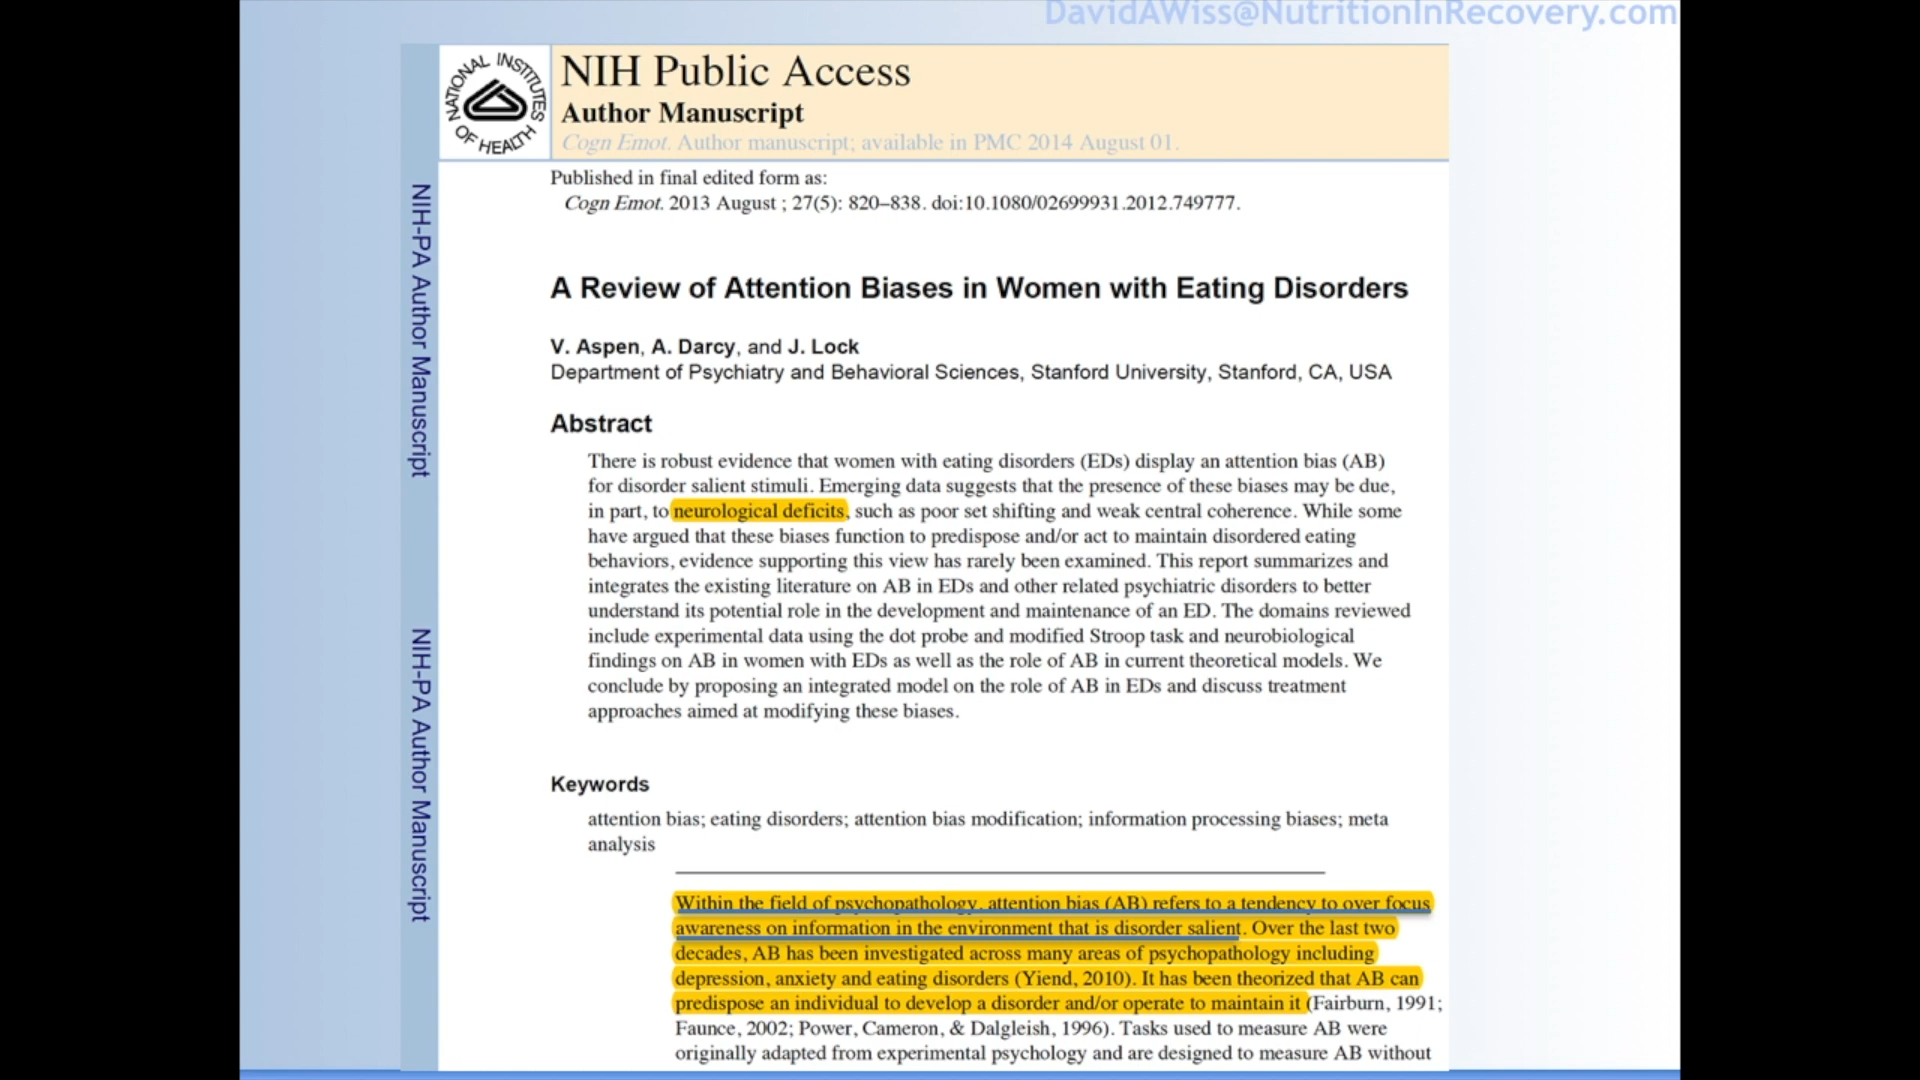 DavidAWiss@NutritionInRecovery.com
NATIONAL INSTITUTES OF HEALTH
NIH Public Access
Author Manuscript
Cogn Emot. Author manuscript; available in PMC 2014 August 01.
NIH-PA Author Manuscript
NIH-PA Author Manuscript
Published in final edited form as:
Cogn Emot. 2013 August ; 27(5): 820–838. doi:10.1080/02699931.2012.749777.
A Review of Attention Biases in Women with Eating Disorders
V. Aspen, A. Darcy, and J. Lock
Department of Psychiatry and Behavioral Sciences, Stanford University, Stanford, CA, USA
Abstract
There is robust evidence that women with eating disorders (EDs) display an attention bias (AB)
for disorder salient stimuli. Emerging data suggests that the presence of these biases may be due,
in part, to neurological deficits, such as poor set shifting and weak central coherence. While some
have argued that these biases function to predispose and/or act to maintain disordered eating
behaviors, evidence supporting this view has rarely been examined. This report summarizes and
integrates the existing literature on AB in EDs and other related psychiatric disorders to better
understand its potential role in the development and maintenance of an ED. The domains reviewed
include experimental data using the dot probe and modified Stroop task and neurobiological
findings on AB in women with EDs as well as the role of AB in current theoretical models. We
conclude by proposing an integrated model on the role of AB in EDs and discuss treatment
approaches aimed at modifying these biases.
Keywords
attention bias; eating disorders; attention bias modification; information processing biases; meta
analysis
Within the field of psychopathology, attention bias (AB) refers to a tendency to over focus
awareness on information in the environment that is disorder salient. Over the last two
decades, AB has been investigated across many areas of psychopathology including
depression, anxiety and eating disorders (Yiend, 2010). It has been theorized that AB can
predispose an individual to develop a disorder and/or operate to maintain it (Fairburn, 1991;
Faunce, 2002; Power, Cameron, & Dalgleish, 1996). Tasks used to measure AB were
originally adapted from experimental psychology and are designed to measure AB without